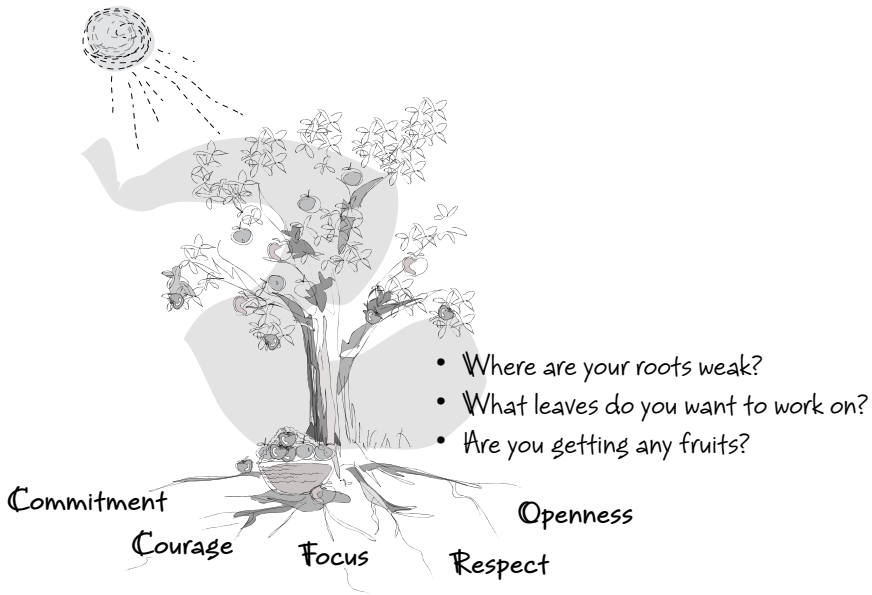 • Where are your roots weak?
• What leaves do you want to work on?
• Are you getting any fruits?
Commitment
Courage
Focus
Respect
Openness